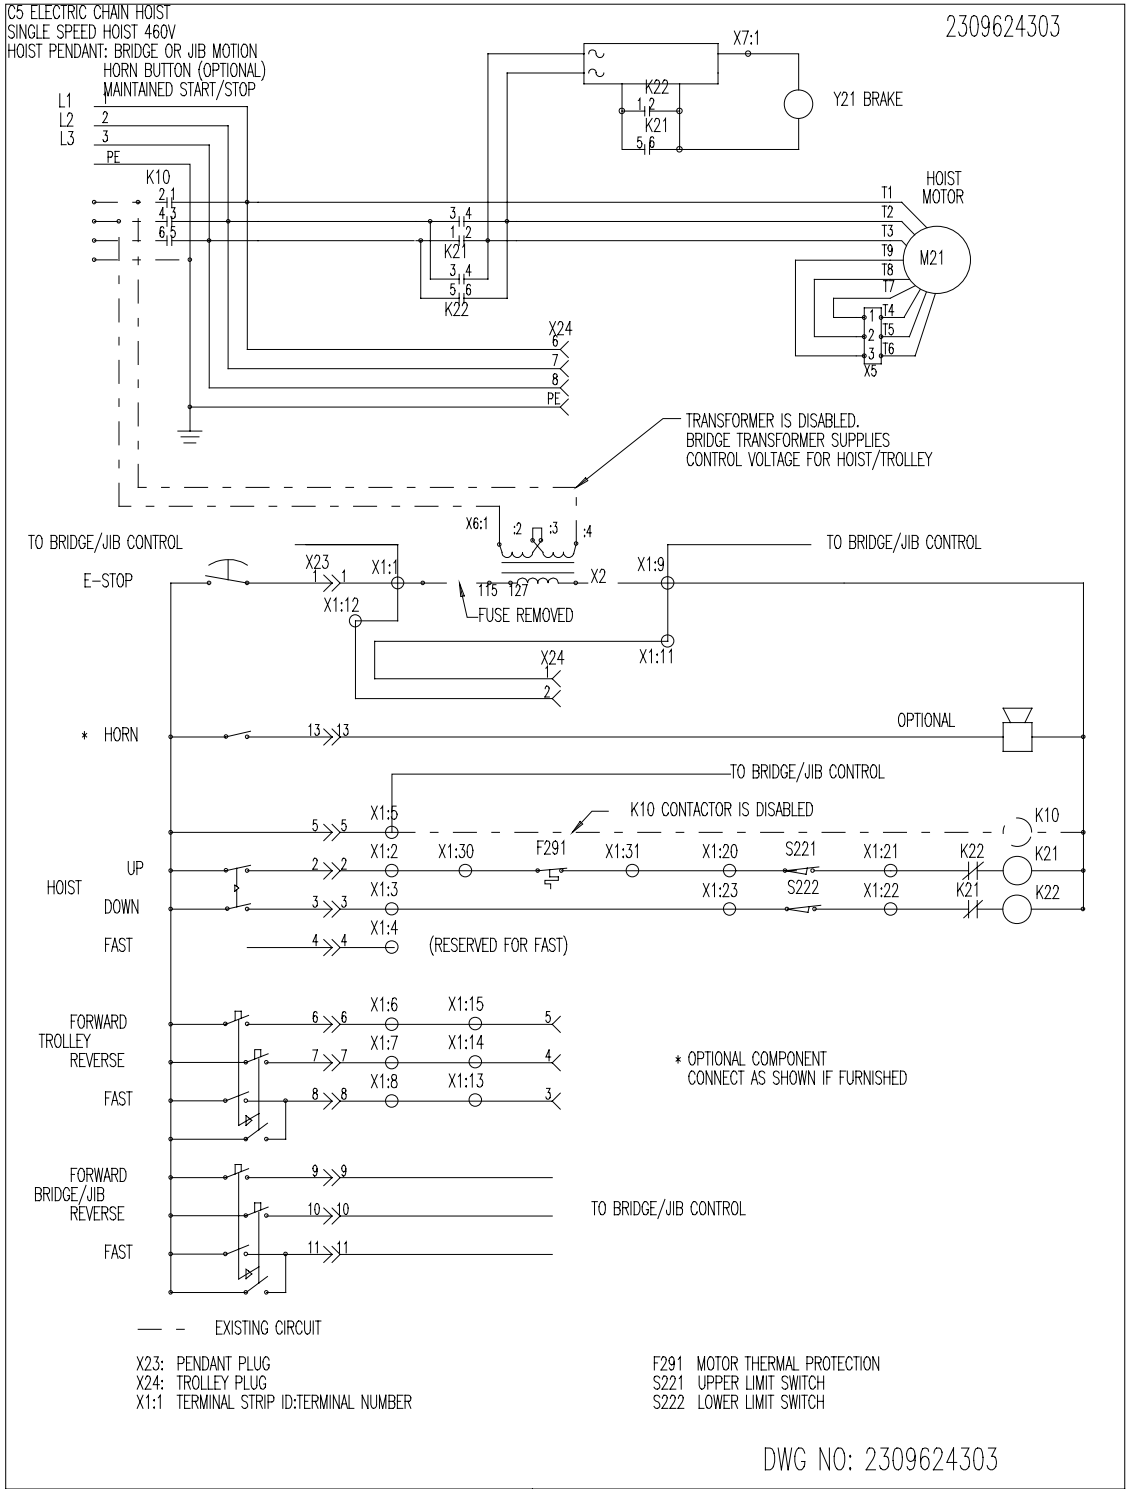 C5 ELECTRIC CHAIN HOIST
SINGLE SPEED HOIST 460V
HOIST PENDANT: BRIDGE OR JIB MOTION
HORN BUTTON (OPTIONAL)
MAINTAINED START/STOP
2309624303
X7:1
K22
1 2
K21
5 6
Y21 BRAKE
L1 1
L2 2
L3 3
PE
K10
2 1
4 3
6 5
3 4
1 2
K21
3 4
5 6
K22
HOIST
MOTOR
T1
T2
T3
T9
T8
T7
M21
1 T4
2 T5
3 T6
X5
X24
6
7
8
PE
TRANSFORMER IS DISABLED.
BRIDGE TRANSFORMER SUPPLIES
CONTROL VOLTAGE FOR HOIST/TROLLEY
X6:1 :2 :3 :4
TO BRIDGE/JIB CONTROL
TO BRIDGE/JIB CONTROL
E-STOP
X23
1 1
X1:1
115 127
X2
X1:9
X1:12
FUSE REMOVED
X1:11
X24
1
2
* HORN
13 13
OPTIONAL
TO BRIDGE/JIB CONTROL
K10 CONTACTOR IS DISABLED
5 5
X1:5
K10
UP
2 2
X1:2
X1:30
F291
X1:31
X1:20
S221
X1:21
K22
K21
HOIST
DOWN
3 3
X1:3
X1:23
S222
X1:22
K21
K22
FAST
4 4
X1:4
(RESERVED FOR FAST)
FORWARD
6 6
X1:6
X1:15
5
TROLLEY
REVERSE
7 7
X1:7
X1:14
4
FAST
8 8
X1:8
X1:13
3
* OPTIONAL COMPONENT
CONNECT AS SHOWN IF FURNISHED
FORWARD
9 9
BRIDGE/JIB
REVERSE
10 10
TO BRIDGE/JIB CONTROL
FAST
11 11
EXISTING CIRCUIT
X23: PENDANT PLUG
X24: TROLLEY PLUG
X1:1 TERMINAL STRIP ID:TERMINAL NUMBER
F291 MOTOR THERMAL PROTECTION
S221 UPPER LIMIT SWITCH
S222 LOWER LIMIT SWITCH
DWG NO: 2309624303